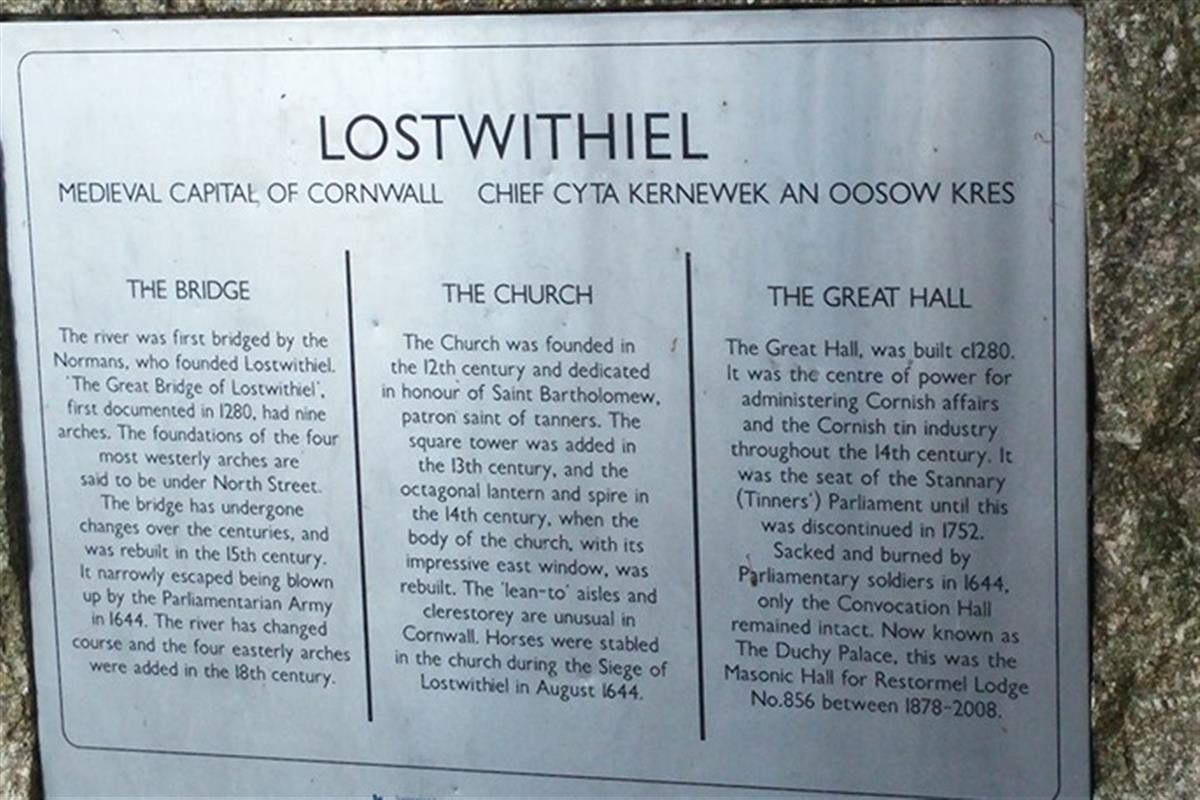 LOSTWITHIEL
MEDIEVAL CAPITAL OF CORNWALL CHIEF CYTA KERNEWEK AN OOSOW KRES
THE BRIDGE
The river was first bridged by the
Normans, who founded Lostwithiel.
'The Great Bridge of Lostwithiel',
first documented in 1280, had nine
arches. The foundations of the four
most westerly arches are
said to be under North Street.
The bridge has undergone
changes over the centuries, and
was rebuilt in the 15th century.
It narrowly escaped being blown
up by the Parliamentarian Army
in 1644. The river has changed
course and the four easterly arches
were added in the 18th century.
THE CHURCH
The Church was founded in
the 12th century and dedicated
in honour of Saint Bartholomew,
patron saint of tanners. The
square tower was added in
the 13th century, and the
octagonal lantern and spire in
the 14th century, when the
body of the church, with its
impressive east window, was
rebuilt. The 'lean-to' aisles and
clerestorey are unusual in
Cornwall. Horses were stabled
in the church during the Siege of
Lostwithiel in August 1644.
THE GREAT HALL
The Great Hall, was built c1280.
It was the centre of power for
administering Cornish affairs
and the Cornish tin industry
throughout the 14th century. It
was the seat of the Stannary
(Tinners') Parliament until this
was discontinued in 1752.
Sacked and burned by
Parliamentary soldiers in 1644,
only the Convocation Hall
remained intact. Now known as
The Duchy Palace, this was the
Masonic Hall for Restormel Lodge
No.856 between 1878-2008.